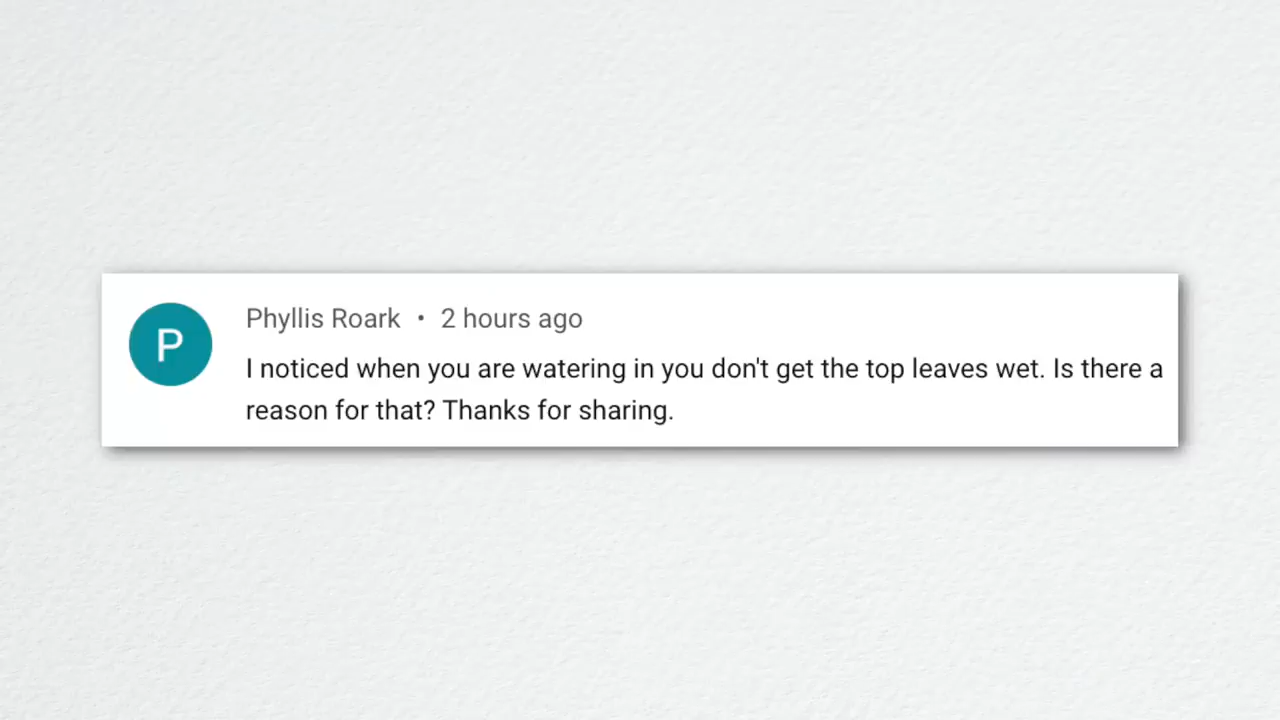 P
Phyllis Roark • 2 hours ago
I noticed when you are watering in you don't get the top leaves wet. Is there a
reason for that? Thanks for sharing.